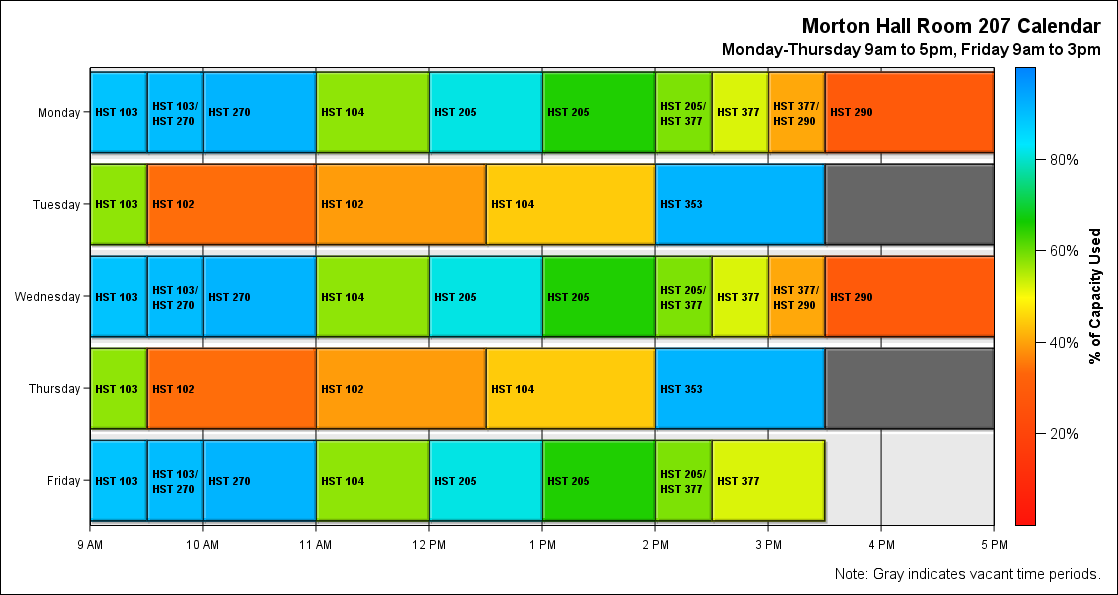 Morton Hall Room 207 Calendar
Monday-Thursday 9am to 5pm, Friday 9am to 3pm
Monday
HST 103
HST 103/
HST 270
HST 270
HST 104
HST 205
HST 205
HST 205/
HST 377
HST 377
HST 377/
HST 290
HST 290
Tuesday
HST 103
HST 102
HST 102
HST 104
HST 353
Wednesday
HST 103
HST 103/
HST 270
HST 270
HST 104
HST 205
HST 205
HST 205/
HST 377
HST 377
HST 377/
HST 290
HST 290
Thursday
HST 103
HST 102
HST 102
HST 104
HST 353
Friday
HST 103
HST 103/
HST 270
HST 270
HST 104
HST 205
HST 205
HST 205/
HST 377
HST 377
9 AM
10 AM
11 AM
12 PM
1 PM
2 PM
3 PM
4 PM
5 PM
80%
60%
40%
20%
% of Capacity Used
Note: Gray indicates vacant time periods.